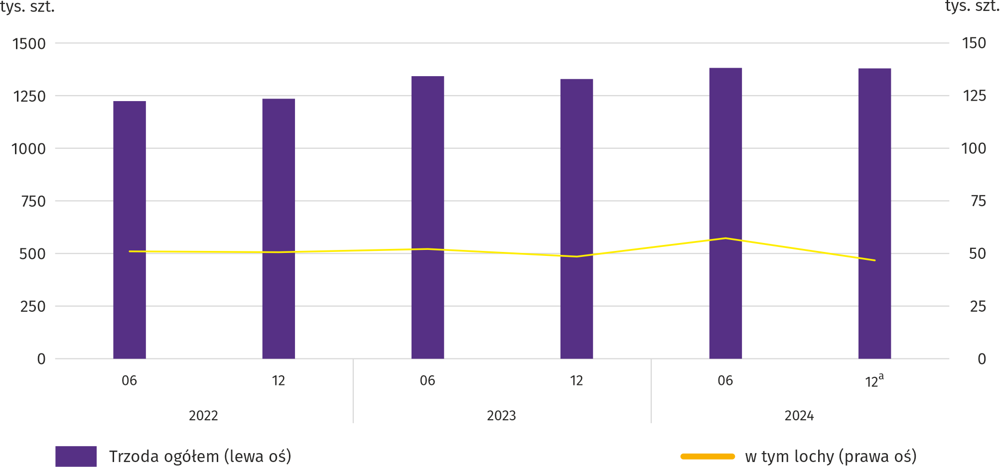 tys. szt. tys. szt.
1500 150
1250 125
1000 100
750 75
500 50
250 25
0 0
06 12 06 12 06 12ª
2022 2023 2024
Trzoda ogółem (lewa oś) w tym lochy (prawa oś)